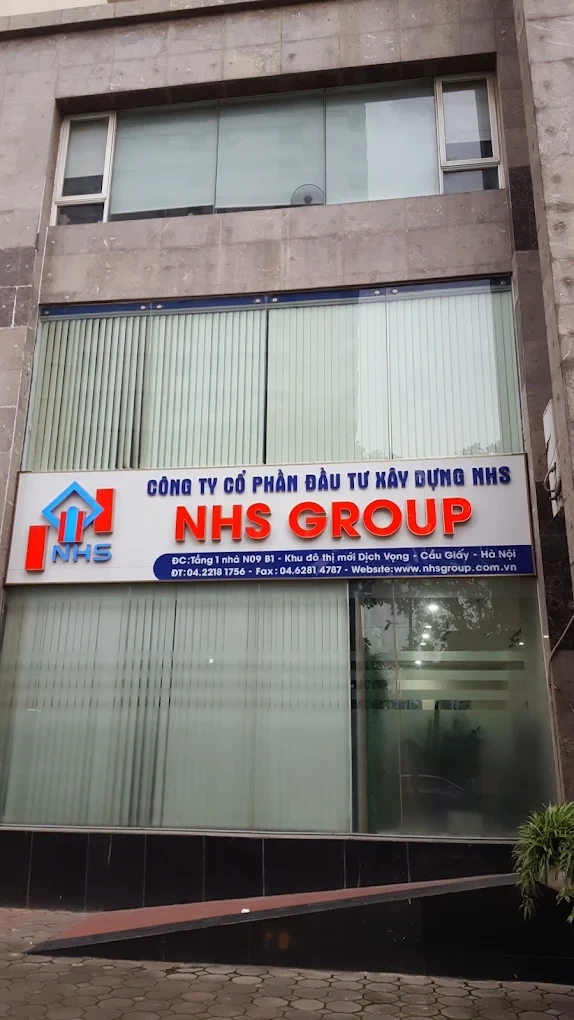 CÔNG TY CỔ PHẦN ĐẦU TƯ XÂY DỰNG NHS
NHS GROUP
NHS
ĐC:Tầng 1 nhà N09 B1 - Khu đô thị mới Dịch Vọng - Cầu Giấy - Hà Nội
ĐT: 04.2218 1756 - Fax: 04.6281 4787 - Website: www.nhsgroup.com.vn